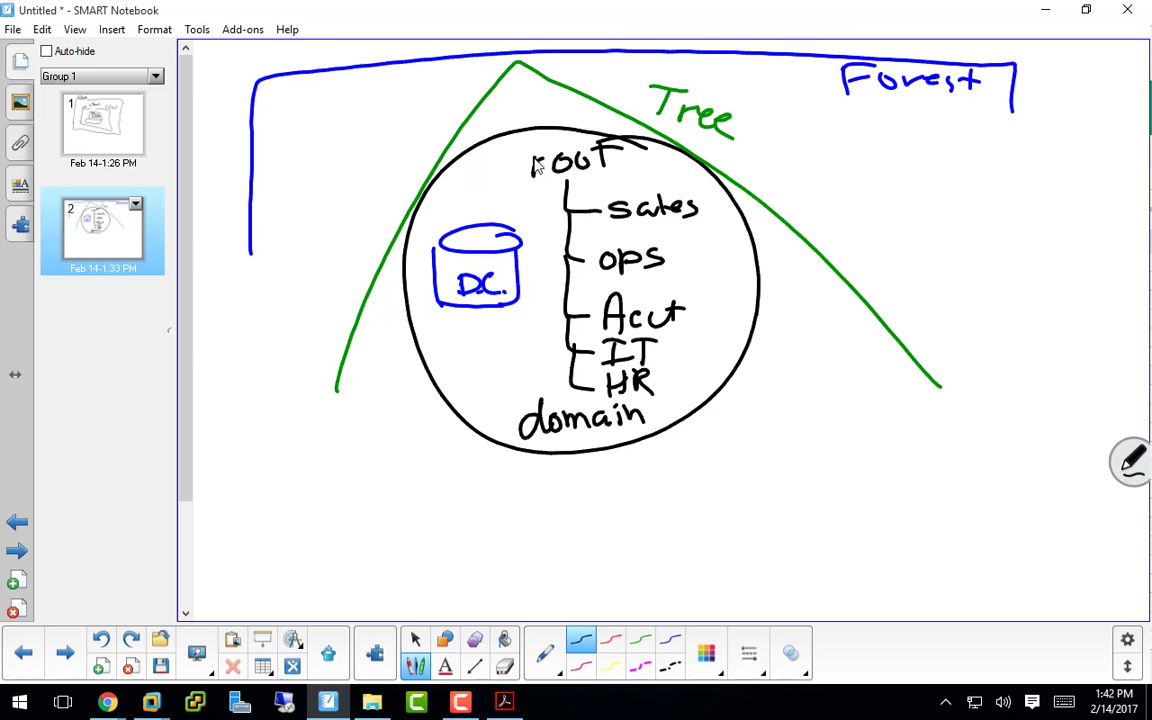 Untitled * - SMART Notebook
File Edit View Insert Format Tools Add-ons Help
Auto-hide
Group 1
1
Feb 14-1:26 PM
2
Feb 14-1:33 PM
Forest
Tree
root
sales
ops
D.C.
Acct
IT
HR
domain
A
1:42 PM
2/14/2017